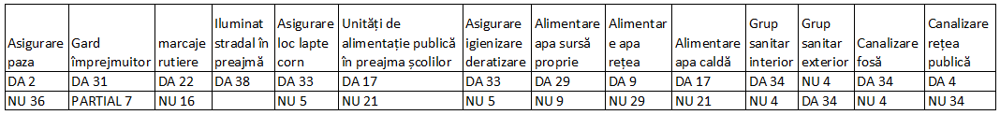 Asigurare paza | Gard împrejmuitor | marcaje rutiere | Iluminat stradal în preajmă | Asigurare loc lapte corn | Unități de alimentație publică în preajma școlilor | Asigurare igienizare deratizare | Alimentare apa sursă proprie | Alimentar e apa rețea | Alimentare apa caldă | Grup sanitar interior | Grup sanitar exterior | Canalizare fosă | Canalizare rețea publică
DA 2 | DA 31 | DA 22 | DA 38 | DA 33 | DA 17 | DA 33 | DA 29 | DA 9 | DA 17 | DA 34 | NU 4 | DA 34 | DA 4
NU 36 | PARTIAL 7 | NU 16 | | NU 5 | NU 21 | NU 5 | NU 9 | NU 29 | NU 21 | NU 4 | DA 34 | NU 4 | NU 34